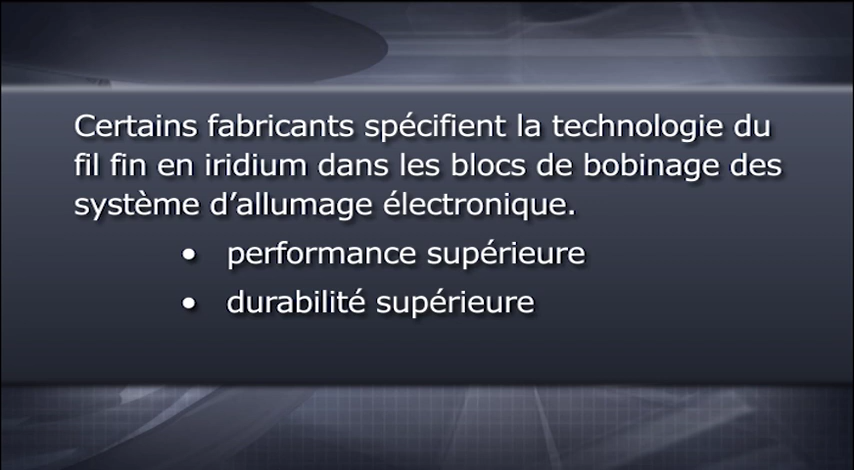 Certains fabricants spécifient la technologie du
fil fin en iridium dans les blocs de bobinage des
système d'allumage électronique.
• performance supérieure
• durabilité supérieure